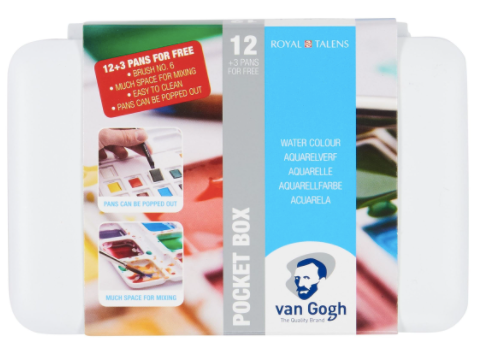 12+3 PANS FOR FREE
• BRUSH NO. 6
• MUCH SPACE FOR MIXING
• EASY TO CLEAN
• PANS CAN BE POPPED OUT
PANS CAN BE POPPED OUT
MUCH SPACE FOR MIXING
12
+3 PANS
FOR FREE
POCKET BOX
ROYAL TALENS
WATER COLOUR
AQUARELVERF
AQUARELLE
AQUARELLFARBE
ACUARELA
van Gogh
The Quality Brand